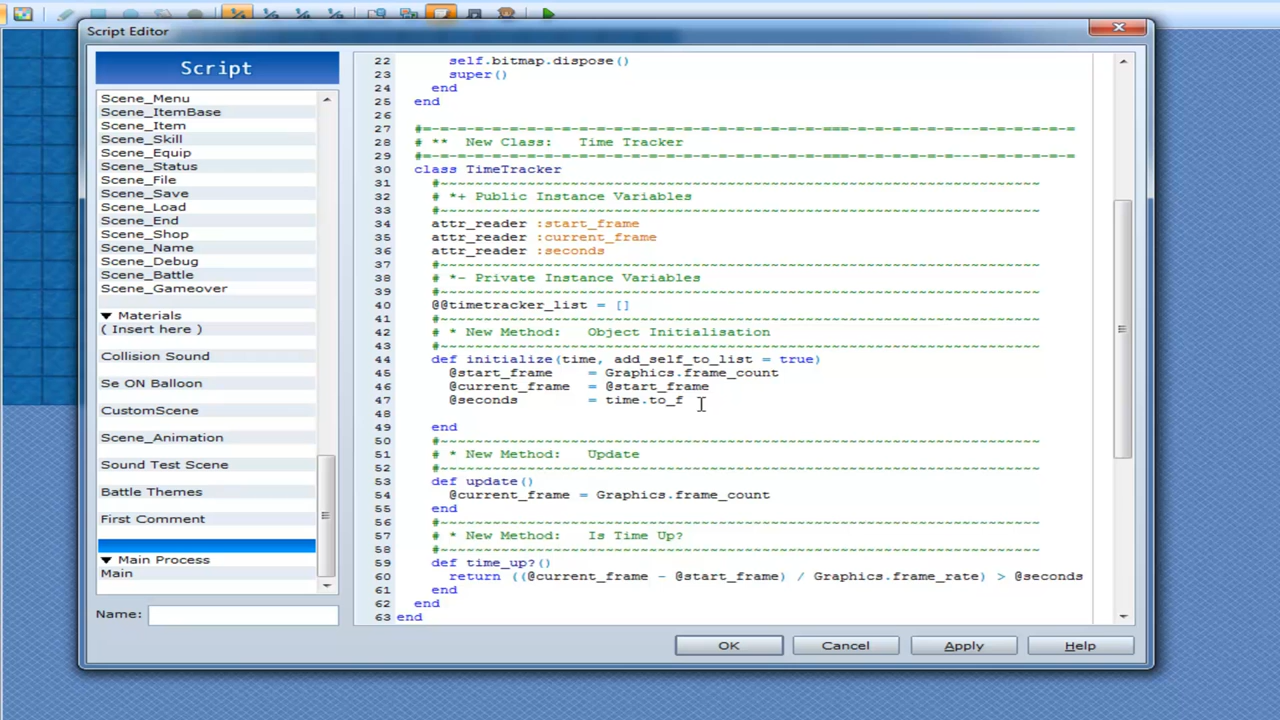 Script Editor
Script
Scene_Menu
Scene_ItemBase
Scene_Item
Scene_Skill
Scene_Equip
Scene_Status
Scene_File
Scene_Save
Scene_Load
Scene_End
Scene_Shop
Scene_Name
Scene_Debug
Scene_Battle
Scene_Gameover
▼ Materials
( Insert here )
Collision Sound
Se ON Balloon
CustomScene
Scene_Animation
Sound Test Scene
Battle Themes
First Comment
▼ Main Process
Main
Name:
22 self.bitmap.dispose()
23 super()
24 end
25 end
26
27 #=-=-=-=-=-=-=-=-=-=-=-=-=-=-=-=-=-=-=-=-=-=-=-===-=-=-=-=-=-=---=-=-=-=-=-=
28 # ** New Class: Time Tracker
29 #=-=-=-=-=-=-=-=-=-=-=-=-=-=-=-=-=-=-=-=-=-=-=-===-=-=-=-=-=-=---=-=-=-=-=-=
30 class TimeTracker
31 #~~~~~~~~~~~~~~~~~~~~~~~~~~~~~~~~~~~~~~~~~~~~~~~~~~~~~~~~~~~~~~~~~~~~~
32 # *+ Public Instance Variables
33 #~~~~~~~~~~~~~~~~~~~~~~~~~~~~~~~~~~~~~~~~~~~~~~~~~~~~~~~~~~~~~~~~~~~~~
34 attr_reader :start_frame
35 attr_reader :current_frame
36 attr_reader :seconds
37 #~~~~~~~~~~~~~~~~~~~~~~~~~~~~~~~~~~~~~~~~~~~~~~~~~~~~~~~~~~~~~~~~~~~~~
38 # *- Private Instance Variables
39 #~~~~~~~~~~~~~~~~~~~~~~~~~~~~~~~~~~~~~~~~~~~~~~~~~~~~~~~~~~~~~~~~~~~~~
40 @@timetracker_list = []
41 #~~~~~~~~~~~~~~~~~~~~~~~~~~~~~~~~~~~~~~~~~~~~~~~~~~~~~~~~~~~~~~~~~~~~~
42 # * New Method: Object Initialisation
43 #~~~~~~~~~~~~~~~~~~~~~~~~~~~~~~~~~~~~~~~~~~~~~~~~~~~~~~~~~~~~~~~~~~~~~
44 def initialize(time, add_self_to_list = true)
45 @start_frame = Graphics.frame_count
46 @current_frame = @start_frame
47 @seconds = time.to_f
48
49 end
50 #~~~~~~~~~~~~~~~~~~~~~~~~~~~~~~~~~~~~~~~~~~~~~~~~~~~~~~~~~~~~~~~~~~~~~
51 # * New Method: Update
52 #~~~~~~~~~~~~~~~~~~~~~~~~~~~~~~~~~~~~~~~~~~~~~~~~~~~~~~~~~~~~~~~~~~~~~
53 def update()
54 @current_frame = Graphics.frame_count
55 end
56 #~~~~~~~~~~~~~~~~~~~~~~~~~~~~~~~~~~~~~~~~~~~~~~~~~~~~~~~~~~~~~~~~~~~~~
57 # * New Method: Is Time Up?
58 #~~~~~~~~~~~~~~~~~~~~~~~~~~~~~~~~~~~~~~~~~~~~~~~~~~~~~~~~~~~~~~~~~~~~~
59 def time_up?()
60 return ((@current_frame - @start_frame) / Graphics.frame_rate) > @seconds
61 end
62 end
63 end
OK
Cancel
Apply
Help